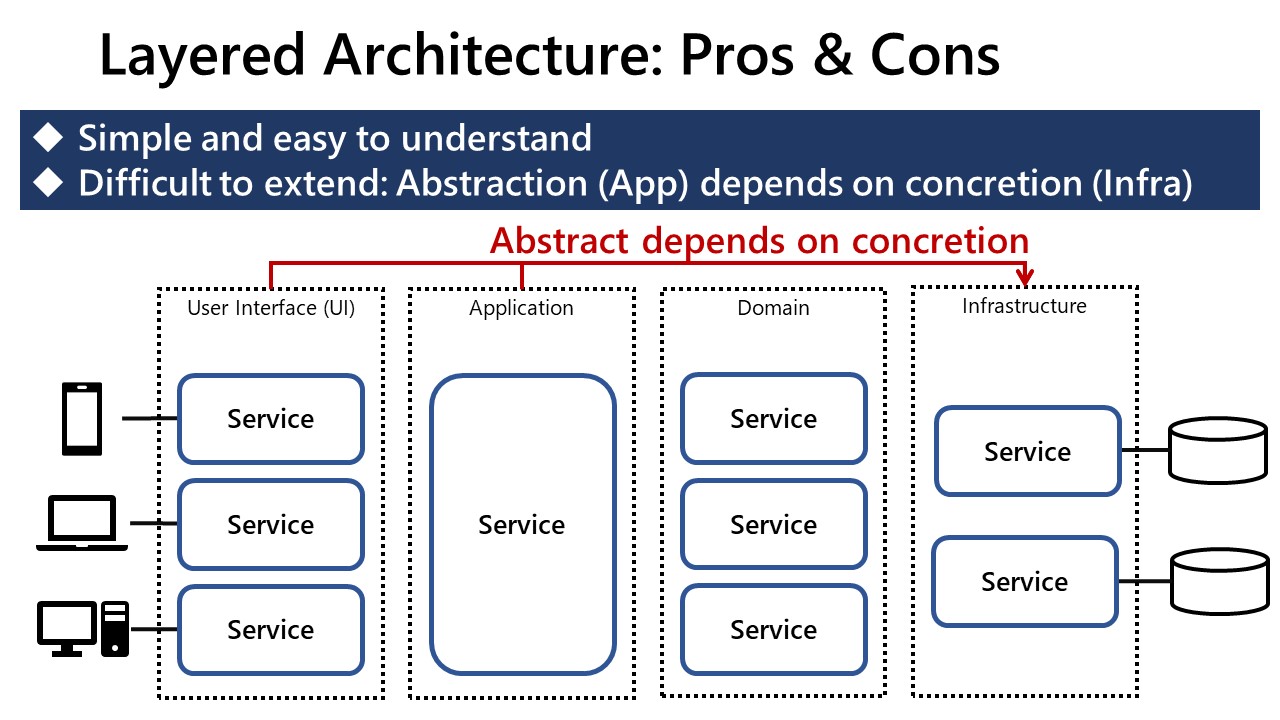 Layered Architecture: Pros & Cons
◆ Simple and easy to understand
◆ Difficult to extend: Abstraction (App) depends on concretion (Infra)
Abstract depends on concretion
User Interface (UI)
Application
Domain
Infrastructure
Service
Service
Service
Service
Service
Service
Service
Service
Service